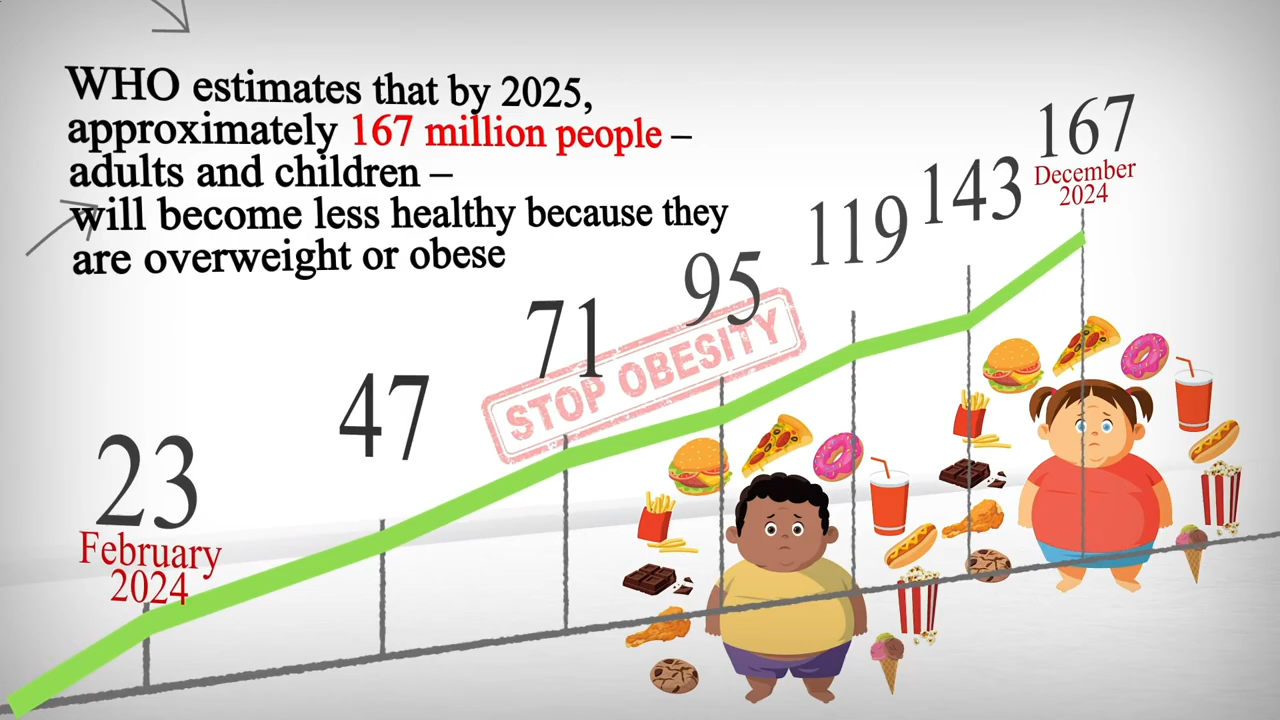 WHO estimates that by 2025,
approximately 167 million people –
adults and children –
will become less healthy because they
are overweight or obese
167
December
2024
143
119
95
71
STOP OBESITY
47
23
February
2024